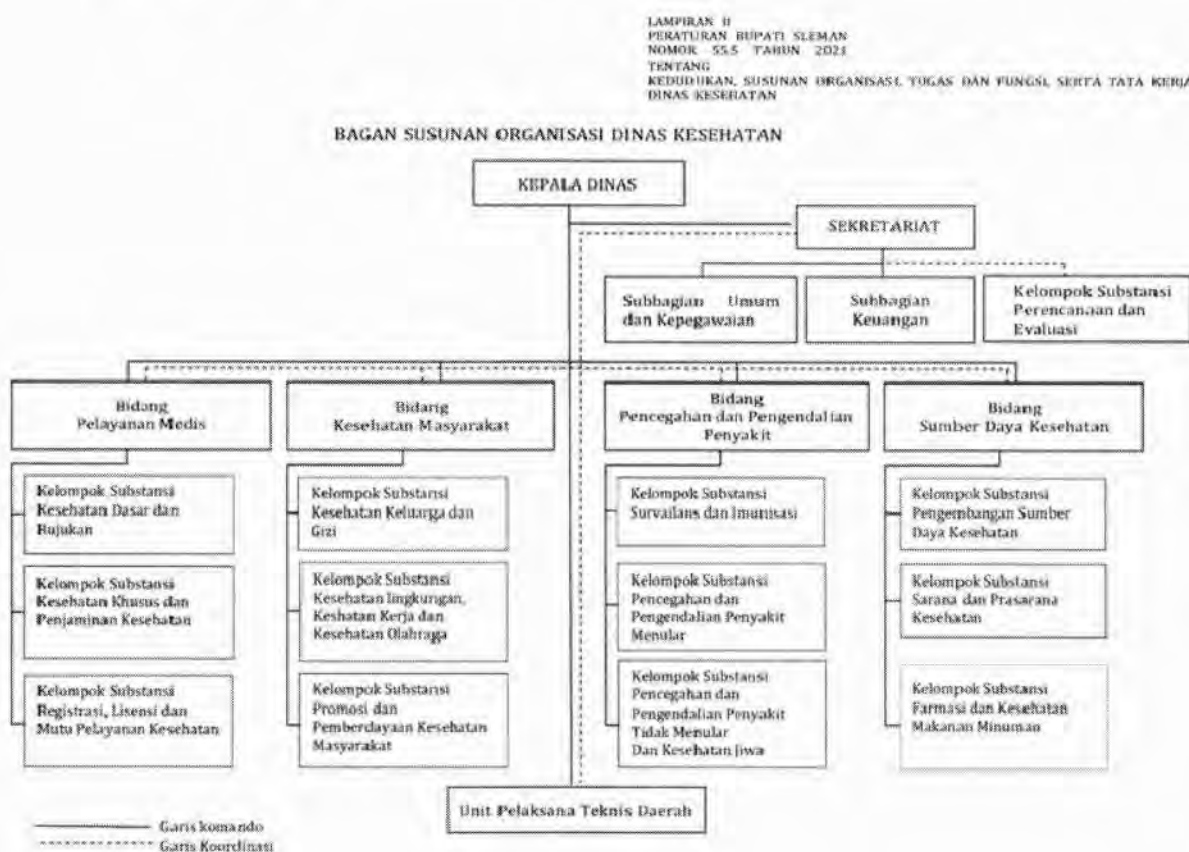 LAMPIRAN II
PERATURAN BUPATI SLEMAN
NOMOR 55.5 TAHUN 2021
TENTANG
KEDUDUKAN, SUSUNAN ORGANISASI, TUGAS DAN FUNGSI, SERTA TATA KERJA
DINAS KESEHATAN
BAGAN SUSUNAN ORGANISASI DINAS KESEHATAN
KEPALA DINAS
SEKRETARIAT
Subbagian Umum
dan Kepegawaian
Subbagian
Keuangan
Kelompok Substansi
Perencanaan dan
Evaluasi
Bidang
Pelayanan Medis
Bidang
Kesehatan Masyarakat
Bidang
Pencegahan dan Pengendalian
Penyakit
Bidang
Sumber Daya Kesehatan
Kelompok Substansi
Kesehatan Dasar dan
Rujukan
Kelompok Substansi
Kesehatan Khusus dan
Penjaminan Kesehatan
Kelompok Substansi
Registrasi, Lisensi dan
Mutu Pelayanan Kesehatan
Kelompok Substansi
Kesehatan Keluarga dan
Gizi
Kelompok Substansi
Kesehatan lingkungan,
Keshatan Kerja dan
Kesehatan Olahraga
Kelompok Substansi
Promosi dan
Pemberdayaan Kesehatan
Masyarakat
Kelompok Substansi
Survailans dan Imunisasi
Kelompok Substansi
Pencegahan dan
Pengendalian Penyakit
Menular
Kelompok Substansi
Pencegahan dan
Pengendalian Penyakit
Tidak Menular
Dan Kesehatan Jiwa
Kelompok Substansi
Pengembangan Sumber
Daya Kesehatan
Kelompok Substansi
Sarana dan Prasarana
Kesehatan
Kelompok Substansi
Farmasi dan Kesehatan
Makanan Minuman
Unit Pelaksana Teknis Daerah
Garis komando
Garis Koordinasi